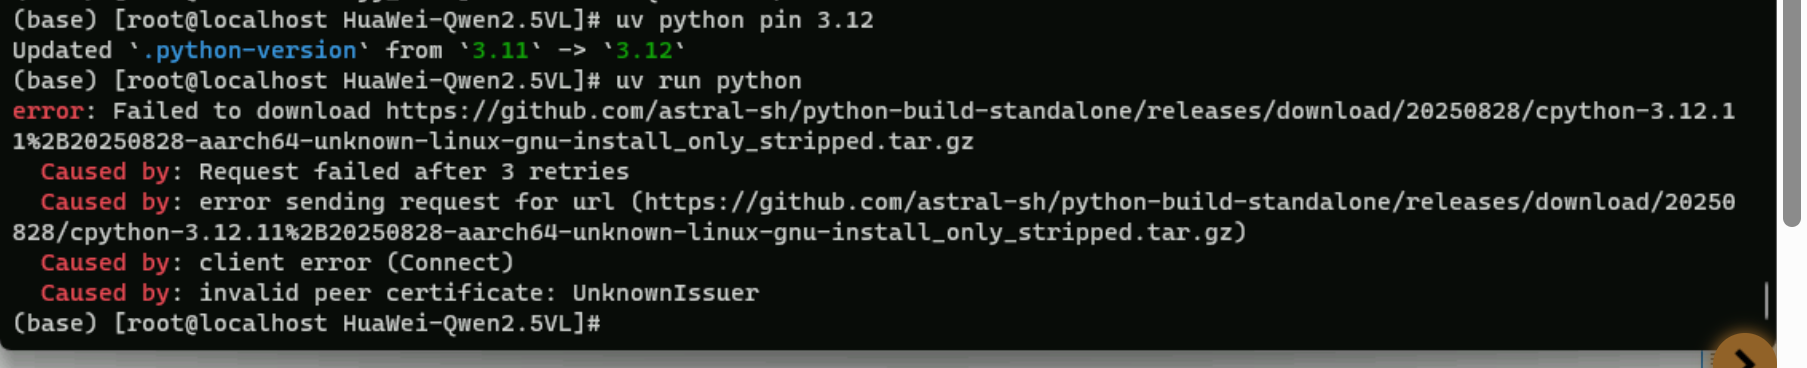 (base) [root@localhost HuaWei-Qwen2.5VL]# uv python pin 3.12
Updated `.python-version` from `3.11` -> `3.12`
(base) [root@localhost HuaWei-Qwen2.5VL]# uv run python
error: Failed to download https://github.com/astral-sh/python-build-standalone/releases/download/20250828/cpython-3.12.1
1%2B20250828-aarch64-unknown-linux-gnu-install_only_stripped.tar.gz
  Caused by: Request failed after 3 retries
  Caused by: error sending request for url (https://github.com/astral-sh/python-build-standalone/releases/download/20250
828/cpython-3.12.11%2B20250828-aarch64-unknown-linux-gnu-install_only_stripped.tar.gz)
  Caused by: client error (Connect)
  Caused by: invalid peer certificate: UnknownIssuer
(base) [root@localhost HuaWei-Qwen2.5VL]#